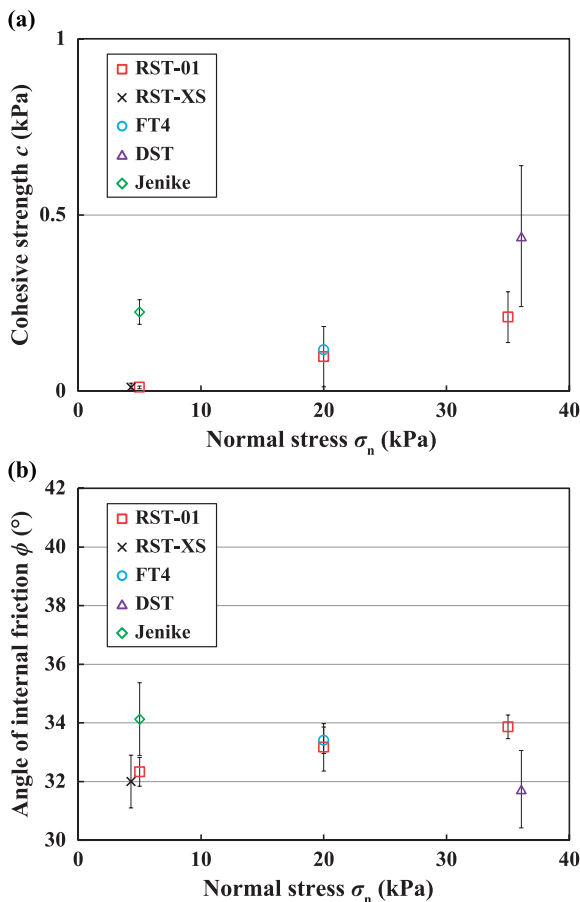 (a)
1
0.5
0
Cohesive strength c (kPa)
RST-01
RST-XS
FT4
DST
Jenike
0 10 20 30 40
Normal stress σn (kPa)
(b)
42
40
38
36
34
32
30
Angle of internal friction ϕ (°)
RST-01
RST-XS
FT4
DST
Jenike
0 10 20 30 40
Normal stress σn (kPa)